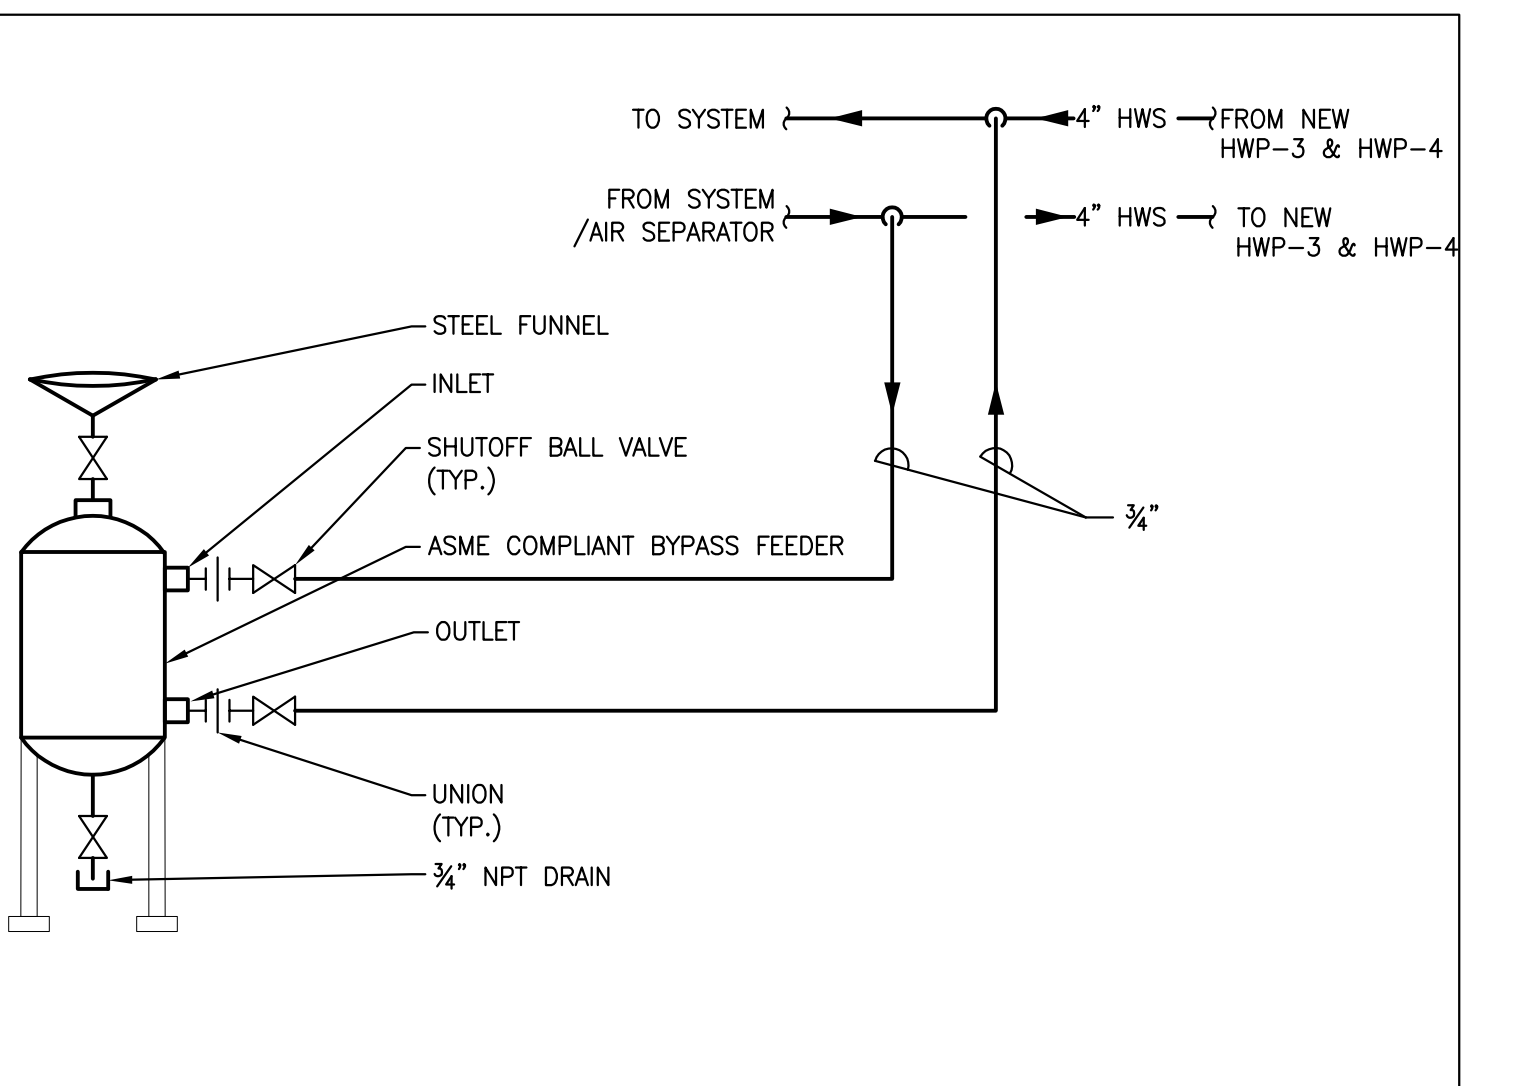 TO SYSTEM
4” HWS
FROM NEW
HWP-3 & HWP-4
FROM SYSTEM
/AIR SEPARATOR
4” HWS
TO NEW
HWP-3 & HWP-4
STEEL FUNNEL
INLET
SHUTOFF BALL VALVE
(TYP.)
¾”
ASME COMPLIANT BYPASS FEEDER
OUTLET
UNION
(TYP.)
¾” NPT DRAIN